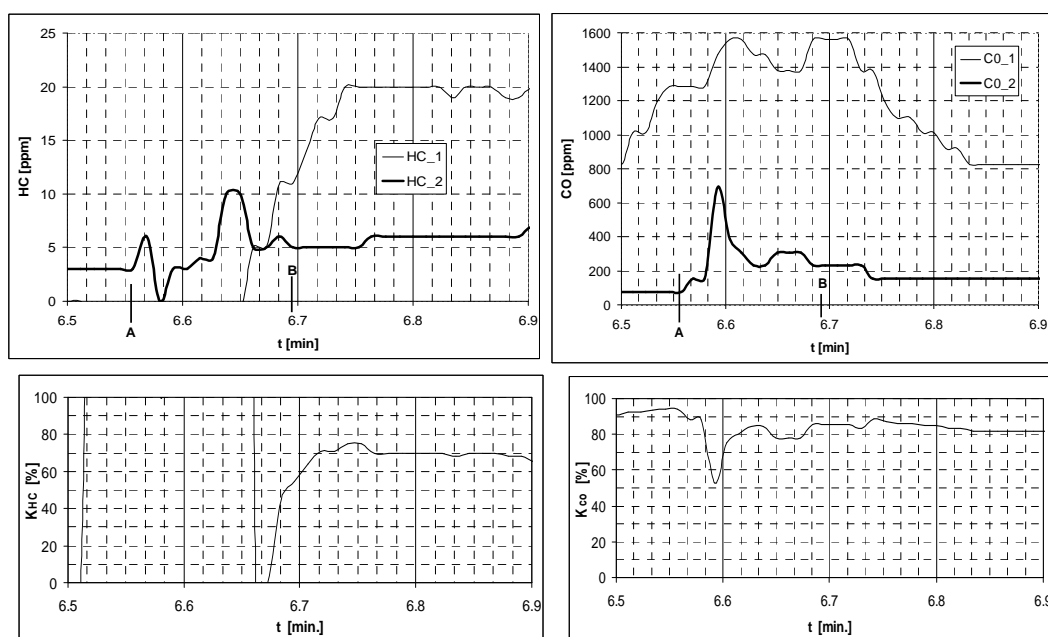 25
20
15
10
5
0
HC [ppm]
HC_1
HC_2
A
B
6.5
6.6
6.7
6.8
6.9
t [min]
1600
1400
1200
1000
800
600
400
200
0
CO [ppm]
C0_1
C0_2
A
B
6.5
6.6
6.7
6.8
6.9
t [min]
100
80
60
40
20
0
KHC [%]
6.5
6.6
6.7
6.8
6.9
t [min.]
100
80
60
40
20
0
Kco [%]
6.5
6.6
6.7
6.8
6.9
t [min.]